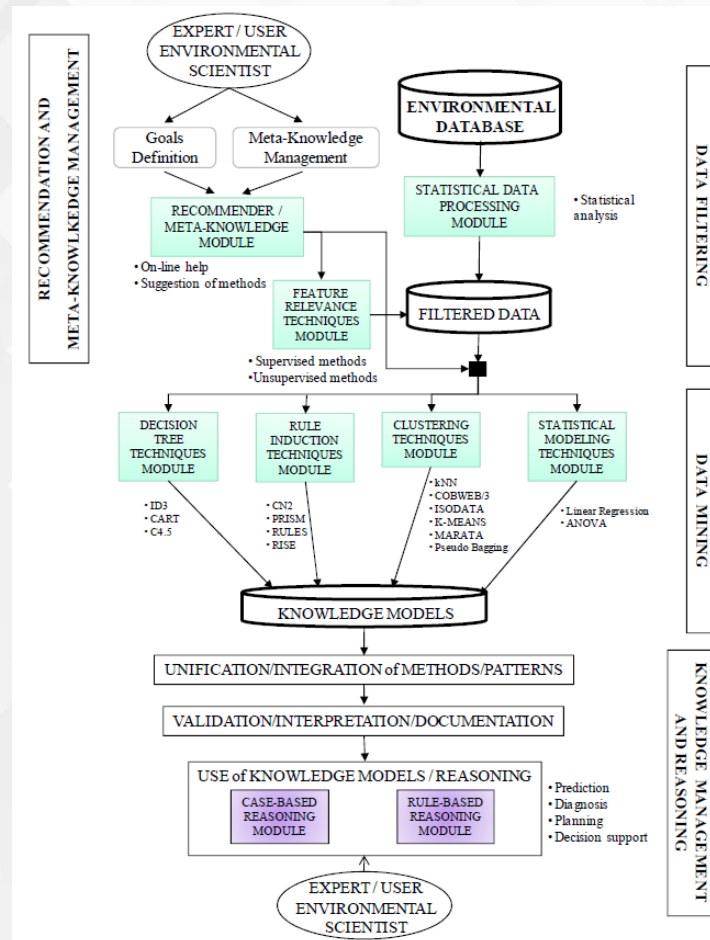 EXPERT / USER
ENVIRONMENTAL
SCIENTIST
RECOMMENDATION AND
META-KNOWLKEDGE MANAGEMENT
ENVIRONMENTAL
DATABASE
DATA FILTERING
Goals
Definition
Meta-Knowledge
Management
RECOMMENDER /
META-KNOWLEDGE
MODULE
STATISTICAL DATA
PROCESSING
MODULE
• Statistical
analysis
• On-line help
• Suggestion of methods
FEATURE
RELEVANCE
TECHNIQUES
MODULE
FILTERED DATA
• Supervised methods
• Unsupervised methods
DECISION
TREE
TECHNIQUES
MODULE
RULE
INDUCTION
TECHNIQUES
MODULE
CLUSTERING
TECHNIQUES
MODULE
STATISTICAL
MODELING
TECHNIQUES
MODULE
DATA MINING
• ID3
• CART
• C4.5
• CN2
• PRISM
• RULES
• RISE
• kNN
• COBWEB/3
• ISODATA
• K-MEANS
• MARATA
• Pseudo Bagging
• Linear Regression
• ANOVA
KNOWLEDGE MODELS
UNIFICATION/INTEGRATION of METHODS/PATTERNS
VALIDATION/INTERPRETATION/DOCUMENTATION
USE of KNOWLEDGE MODELS / REASONING
CASE-BASED
REASONING
MODULE
RULE-BASED
REASONING
MODULE
• Prediction
• Diagnosis
• Planning
• Decision support
KNOWLEDGE MANAGEMENT
AND REASONING
EXPERT / USER
ENVIRONMENTAL
SCIENTIST